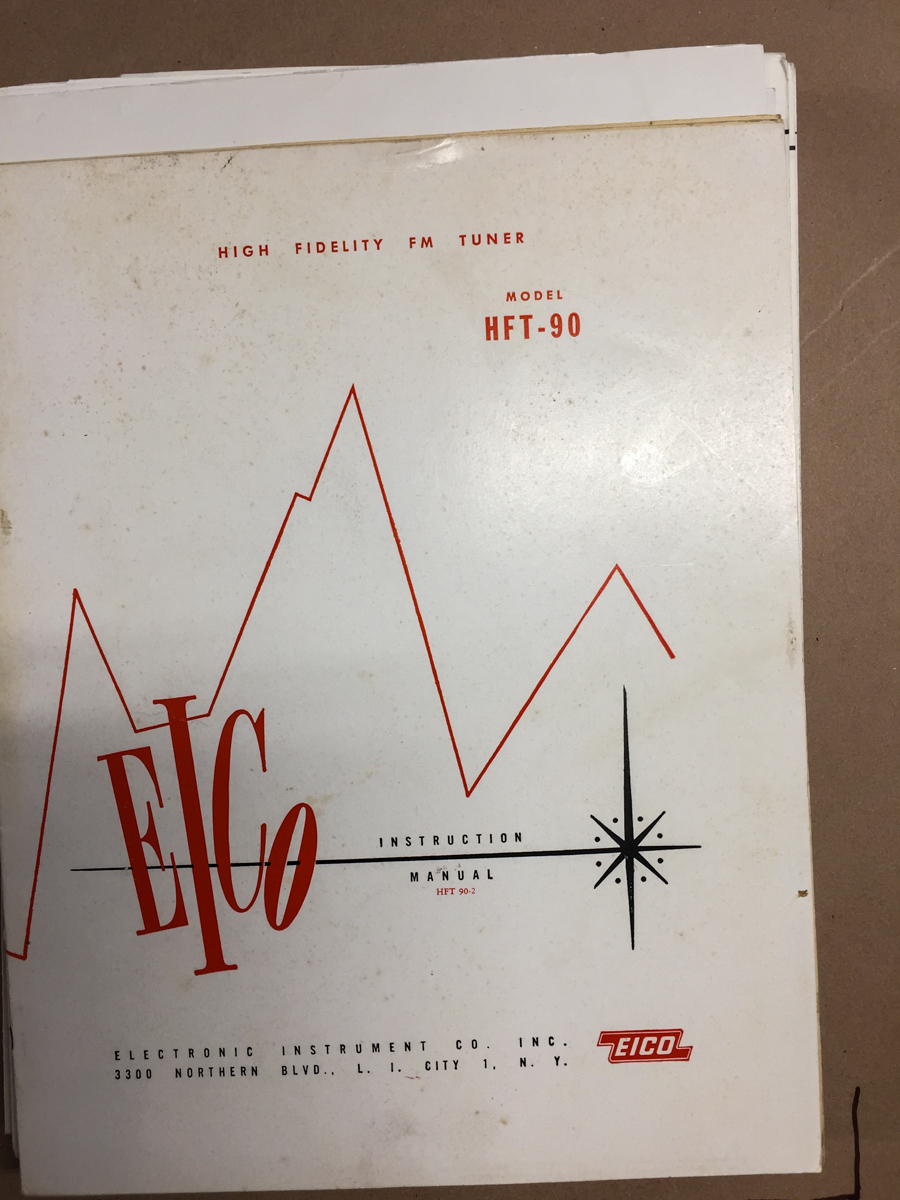 HIGH FIDELITY FM TUNER
MODEL
HFT-90
EICO
INSTRUCTION
MANUAL
HFT 90-2
ELECTRONIC INSTRUMENT CO. INC.
3300 NORTHERN BLVD., L. I. CITY 1, N. Y.
EICO